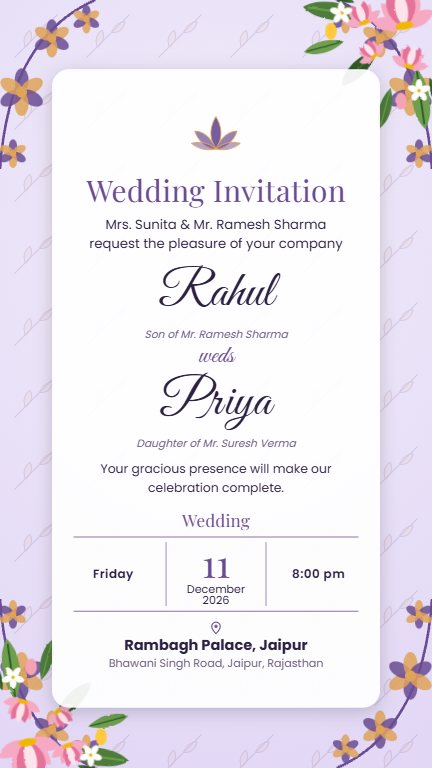 Wedding Invitation
Mrs. Sunita & Mr. Ramesh Sharma
request the pleasure of your company
Rahul
Son of Mr. Ramesh Sharma
weds
Priya
Daughter of Mr. Suresh Verma
Your gracious presence will make our
celebration complete.
Wedding
Friday
11
December
2026
8:00 pm
Rambagh Palace, Jaipur
Bhawani Singh Road, Jaipur, Rajasthan